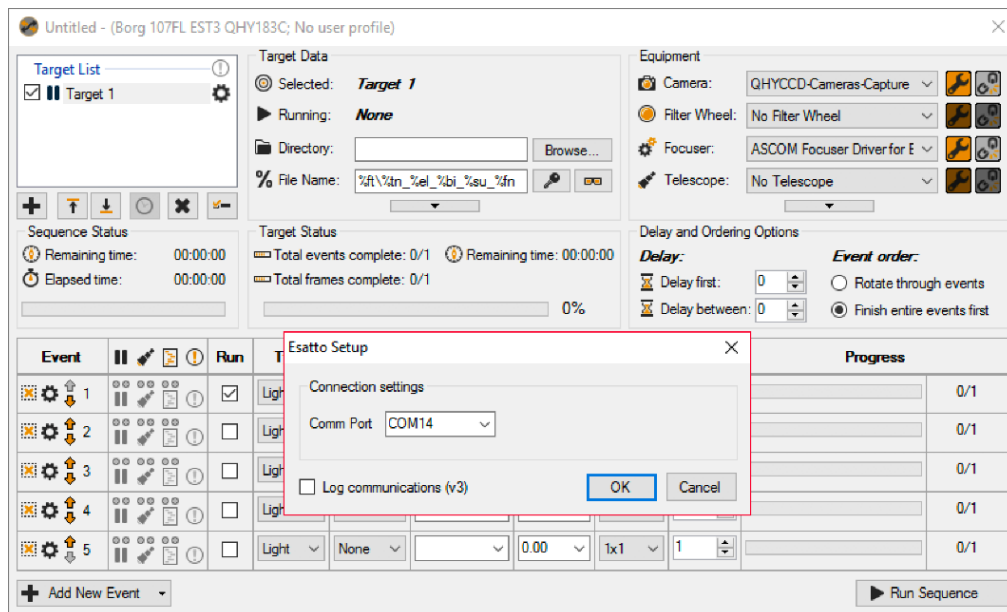 Untitled - (Borg 107FL EST3 QHY183C; No user profile)
Target List
Target 1
Target Data
Selected: Target 1
Running: None
Directory: Browse...
File Name: %ft\%tn_%el_%bi_%su_%fn
Equipment
Camera: QHYCCD-Cameras-Capture
Filter Wheel: No Filter Wheel
Focuser: ASCOM Focuser Driver for E
Telescope: No Telescope
Sequence Status
Remaining time: 00:00:00
Elapsed time: 00:00:00
Target Status
Total events complete: 0/1 Remaining time: 00:00:00
Total frames complete: 0/1
0%
Delay and Ordering Options
Delay: Event order:
Delay first: 0 Rotate through events
Delay between: 0 Finish entire events first
Esatto Setup
Connection settings
Comm Port COM14
Log communications (v3) OK Cancel
Event Run T Progress
1 Ligh 0/1
2 Ligh 0/1
3 Ligh 0/1
4 Ligh 0/1
5 Light None 0.00 1x1 1 0/1
Add New Event Run Sequence